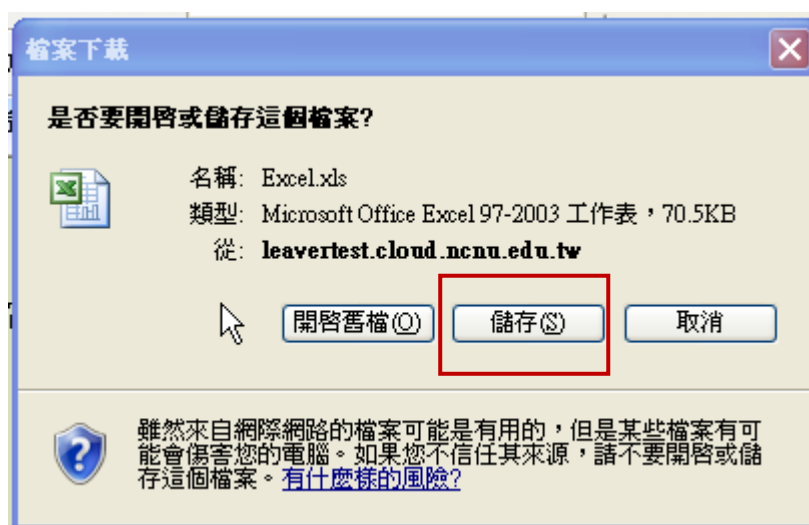 檔案下載
是否要開啓或儲存這個檔案?
名稱: Excel.xls
類型: Microsoft Office Excel 97-2003 工作表，70.5KB
從: leavertest.cloud.ncnu.edu.tw
開啓舊檔(O) 儲存(S) 取消
雖然來自網際網路的檔案可能是有用的，但是某些檔案有可
能會傷害您的電腦。如果您不信任其來源，請不要開啓或儲
存這個檔案。有什麼樣的風險?